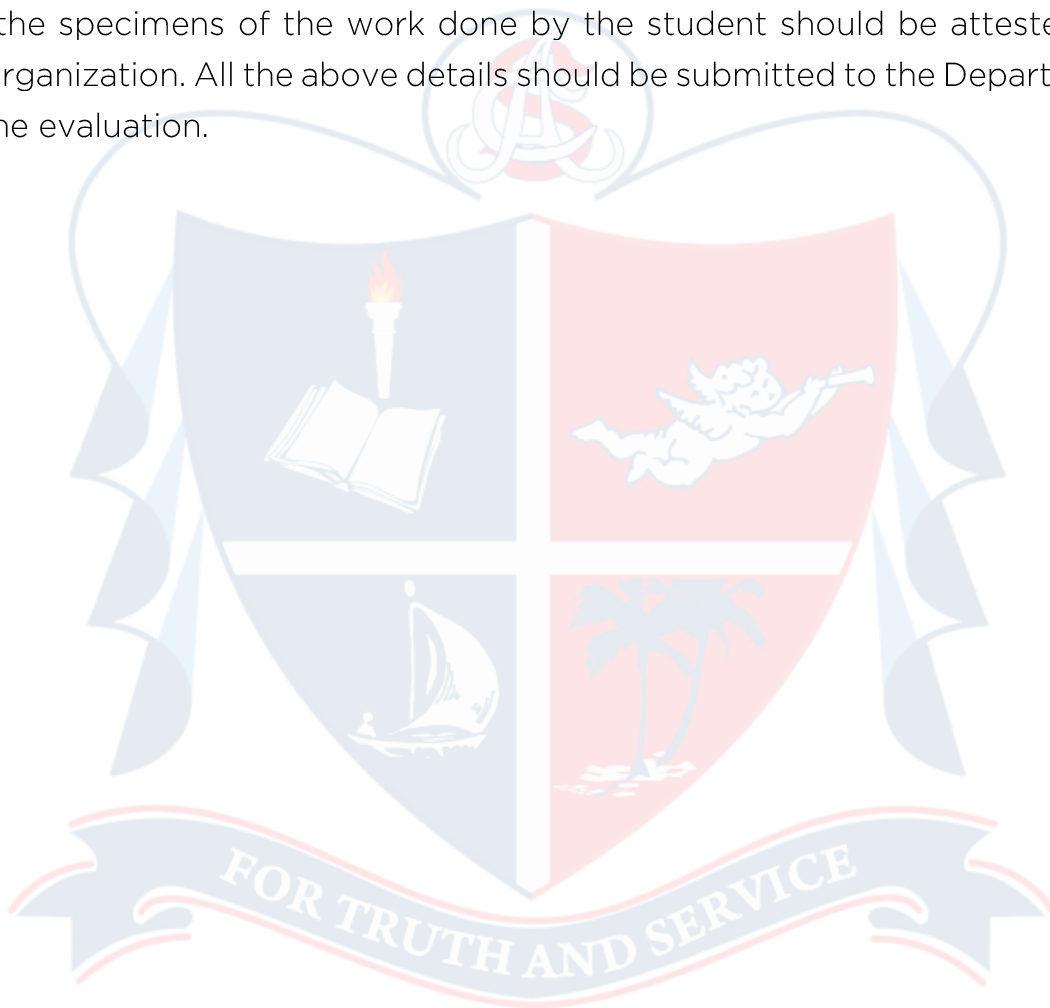 the specimens of the work done by the student should be atteste
rganization. All the above details should be submitted to the Depart
he evaluation.
FOR TRUTH AND SERVICE